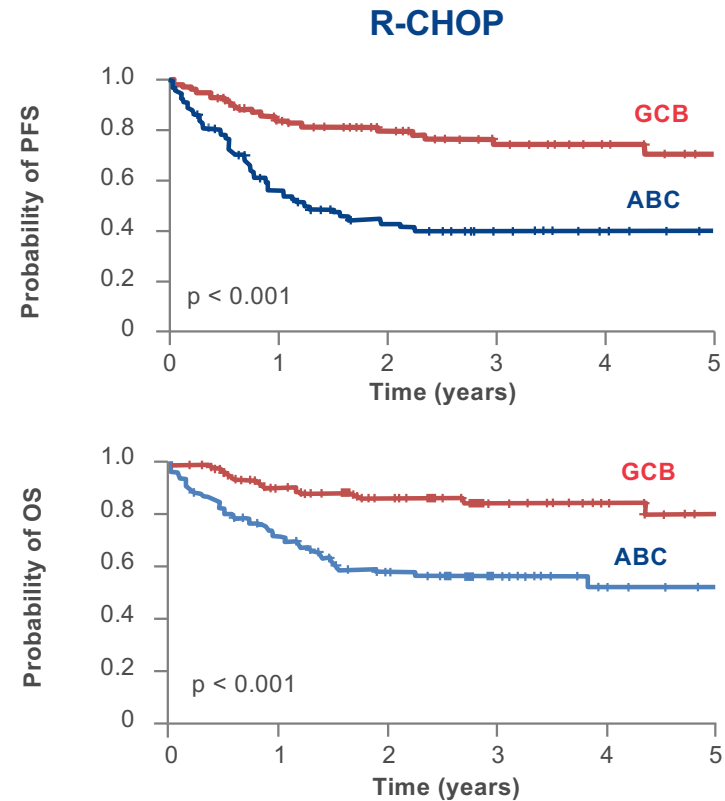 R-CHOP
Probability of PFS
1.0
0.8
0.6
0.4
0.2
0
GCB
ABC
p < 0.001
0 1 2 3 4 5
Time (years)
Probability of OS
1.0
0.8
0.6
0.4
0.2
0
GCB
ABC
p < 0.001
0 1 2 3 4 5
Time (years)